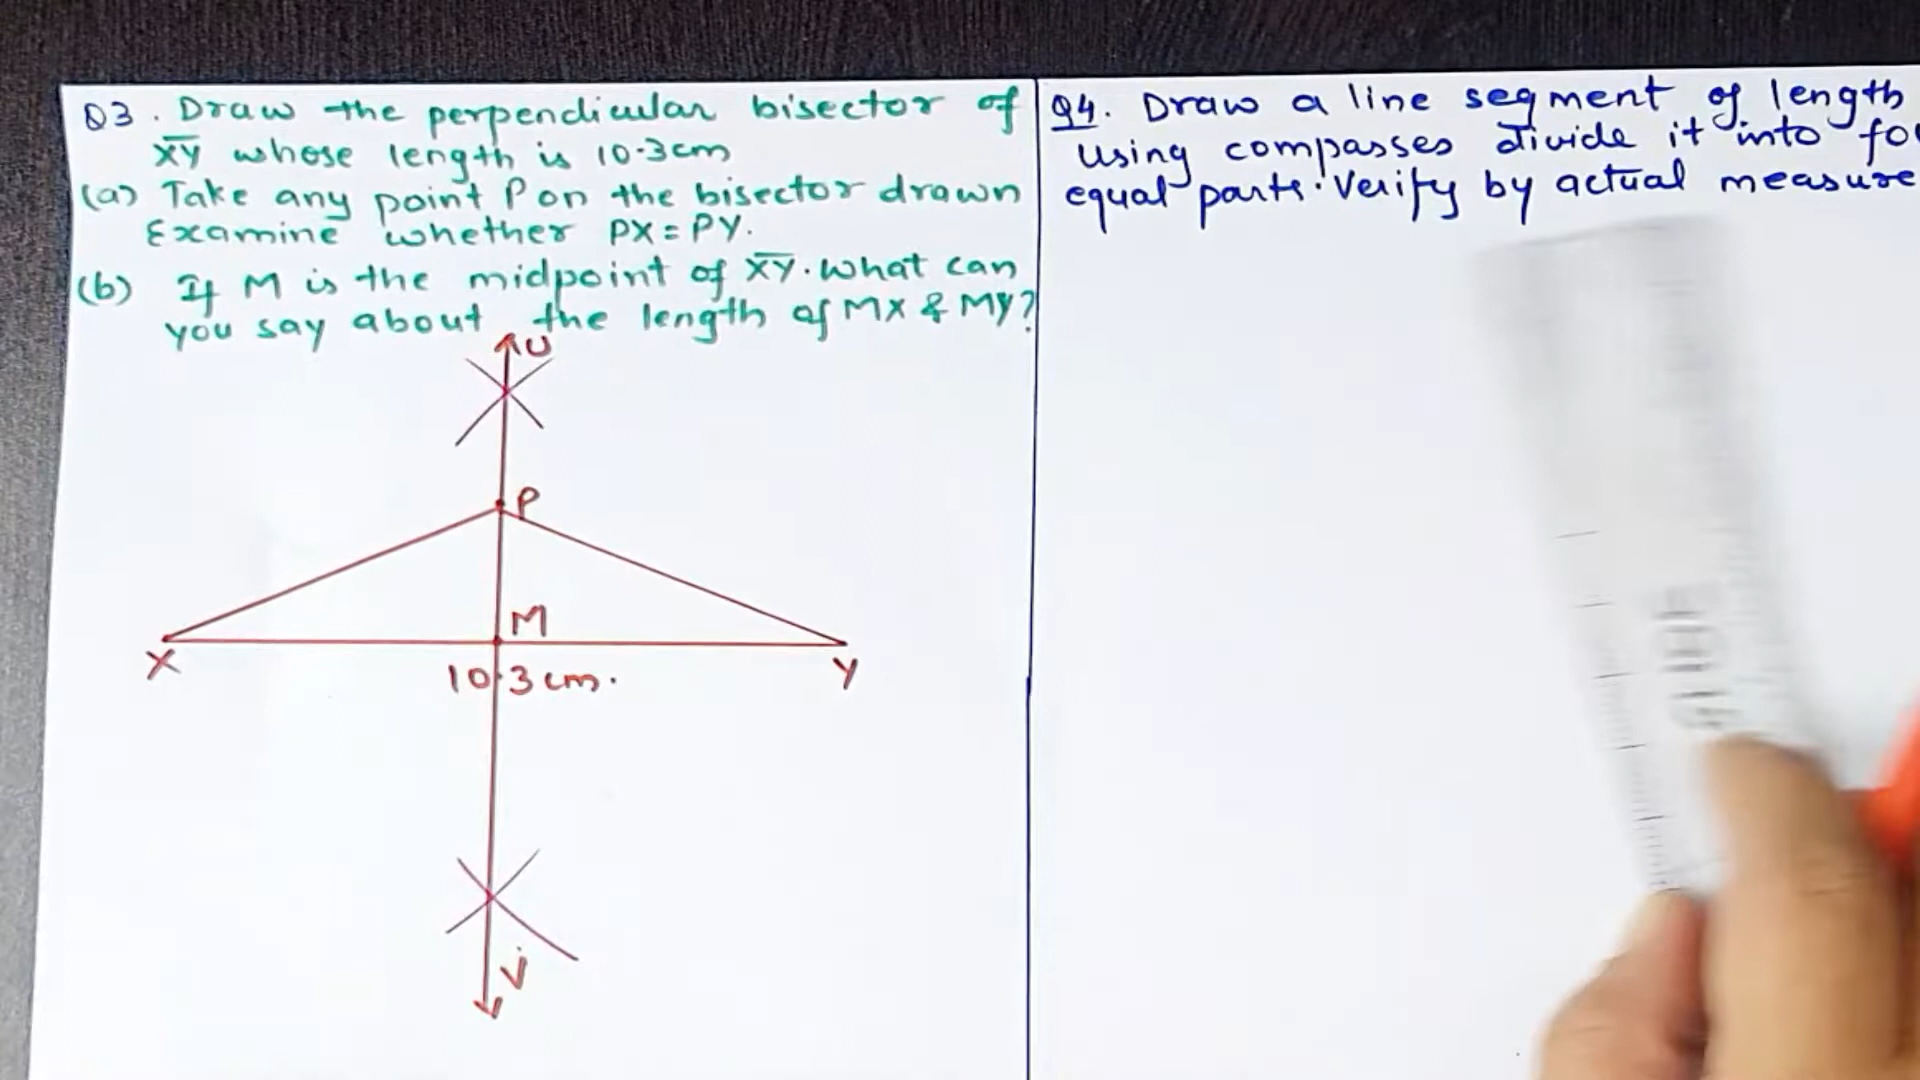 Q3. Draw the perpendicular bisector of
XY whose length is 10.3cm
(a) Take any point P on the bisector drawn
Examine whether PX = PY.
(b) If M is the midpoint of XY. What can
you say about the length of MX & MY?
U
P
M
X
10.3 cm.
Y
V
Q4. Draw a line segment of length
Using compasses divide it into
equal parts. Verify by actual measure